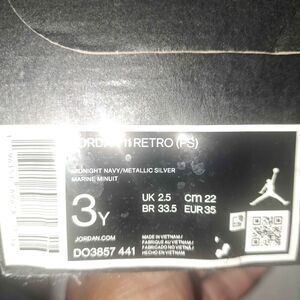 RETRO (PS)
MIDNIGHT NAVY/METALLIC SILVER
MARINE MINUIT
3Y
UK 2.5 CM 22
BR 33.5 EUR 35
JORDAN.COM
DO3857 441
MADE IN VIETNAM
FABRIQUÉ AU VIETNAM
FABRICADO NO VIETNAM
HECHO EN VIETNAM